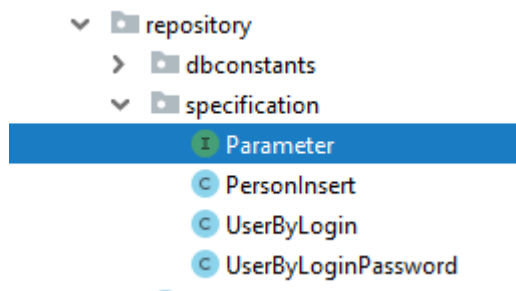 repository
dbconstants
specification
I Parameter
C PersonInsert
C UserByLogin
C UserByLoginPassword